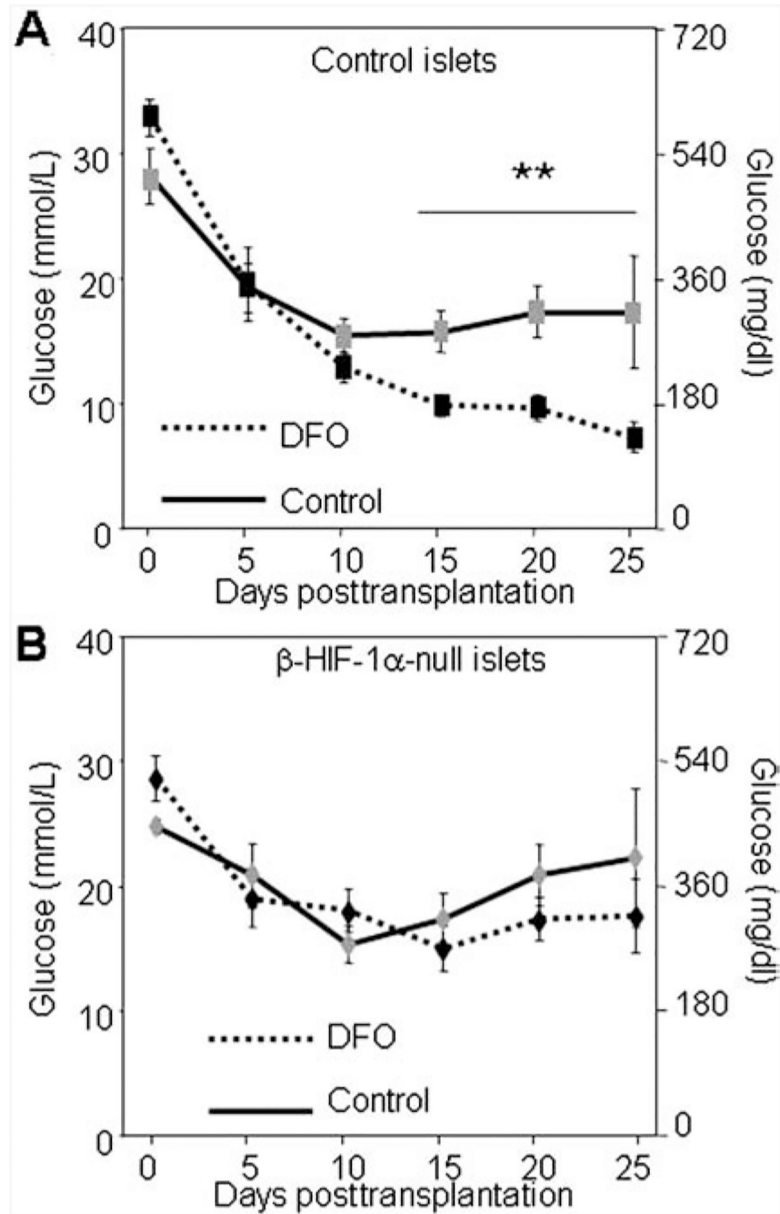 A
Control islets
**
40
30
20
10
0
Glucose (mmol/L)
720
540
360
180
0
Glucose (mg/dl)
DFO
Control
0 5 10 15 20 25
Days posttransplantation
B
β-HIF-1α-null islets
40
30
20
10
0
Glucose (mmol/L)
720
540
360
180
0
Glucose (mg/dl)
DFO
Control
0 5 10 15 20 25
Days posttransplantation